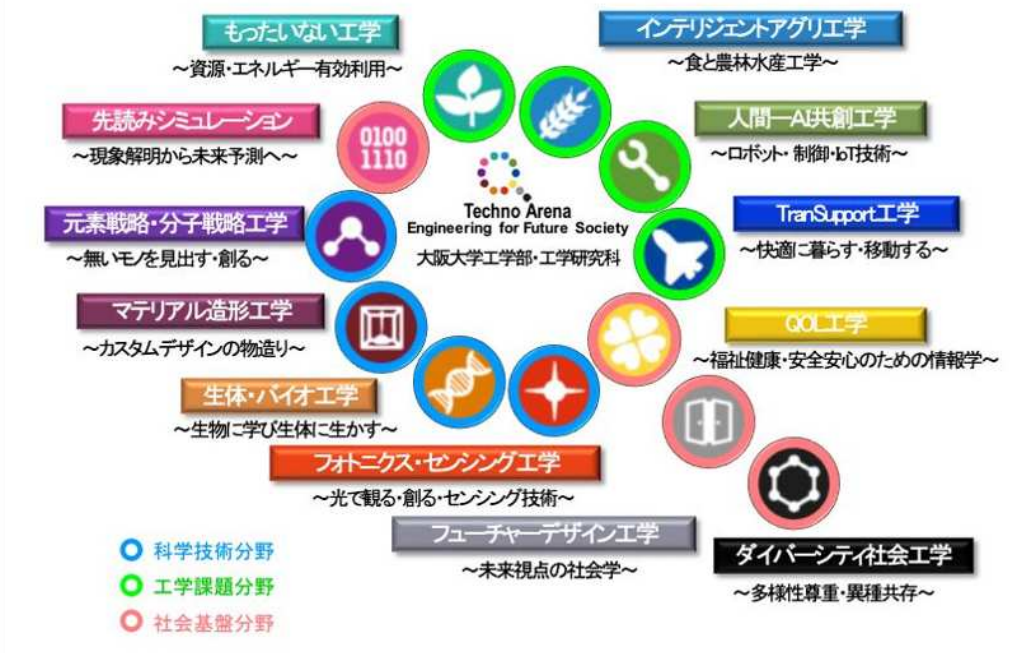 もったいない工学
～資源・エネルギー有効利用～
インテリジェントアグリ工学
～食と農林水産工学～
先読みシミュレーション
～現象解明から未来予測へ～
0100
1110
人間―AI共創工学
～ロボット・制御・IoT技術～
Techno Arena
Engineering for Future Society
大阪大学工学部・工学研究科
元素戦略・分子戦略工学
～無いモノを見出す・創る～
TranSupport工学
～快適に暮らす・移動する～
マテリアル造形工学
～カスタムデザインの物造り～
QOL工学
～福祉健康・安全安心のための情報学～
生体・バイオ工学
～生物に学び生体に生かす～
フォトニクス・センシング工学
～光で観る・創る・センシング技術～
フューチャーデザイン工学
～未来視点の社会学～
ダイバーシティ社会工学
～多様性尊重・異種共存～
科学技術分野
工学課題分野
社会基盤分野